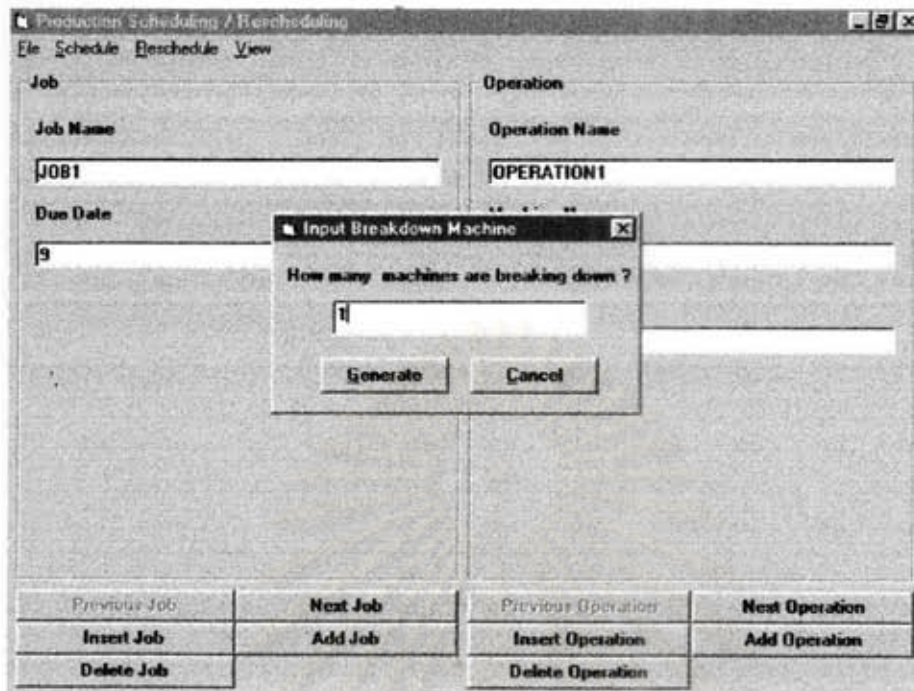 Production Scheduling / Rescheduling
File Schedule Reschedule View
Job
Operation
Job Name
Operation Name
JOB1
OPERATION1
Due Date
9
Input Breakdown Machine
How many machines are breaking down ?
1
Generate Cancel
Previous Job Next Job Previous Operation Next Operation
Insert Job Add Job Insert Operation Add Operation
Delete Job Delete Operation